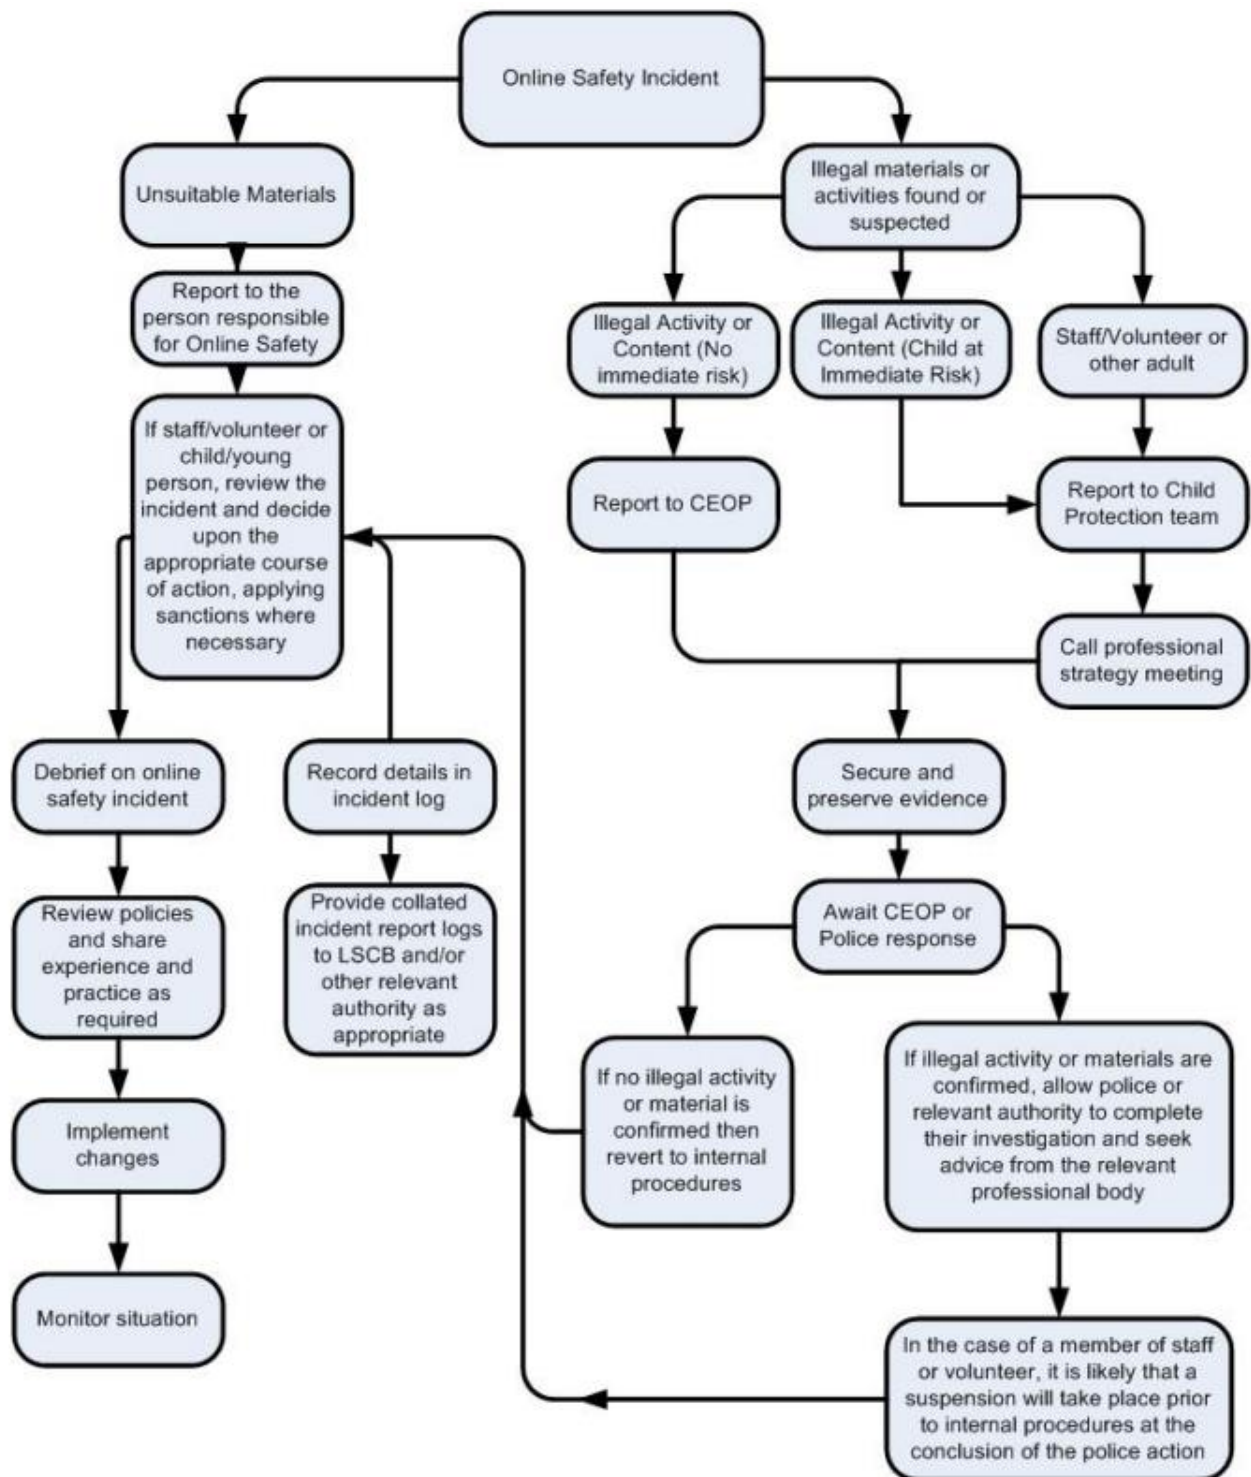 Online Safety Incident
Unsuitable Materials
Illegal materials or
activities found or
suspected
Report to the
person responsible
for Online Safety
Illegal Activity or
Content (No
immediate risk)
Illegal Activity or
Content (Child at
Immediate Risk)
Staff/Volunteer or
other adult
If staff/volunteer or
child/young
person, review the
incident and decide
upon the
appropriate course
of action, applying
sanctions where
necessary
Report to CEOP
Report to Child
Protection team
Call professional
strategy meeting
Debrief on online
safety incident
Record details in
incident log
Secure and
preserve evidence
Review policies
and share
experience and
practice as
required
Provide collated
incident report logs
to LSCB and/or
other relevant
authority as
appropriate
Await CEOP or
Police response
If no illegal activity
or material is
confirmed then
revert to internal
procedures
If illegal activity or materials are
confirmed, allow police or
relevant authority to complete
their investigation and seek
advice from the relevant
professional body
Implement
changes
Monitor situation
In the case of a member of staff
or volunteer, it is likely that a
suspension will take place prior
to internal procedures at the
conclusion of the police action